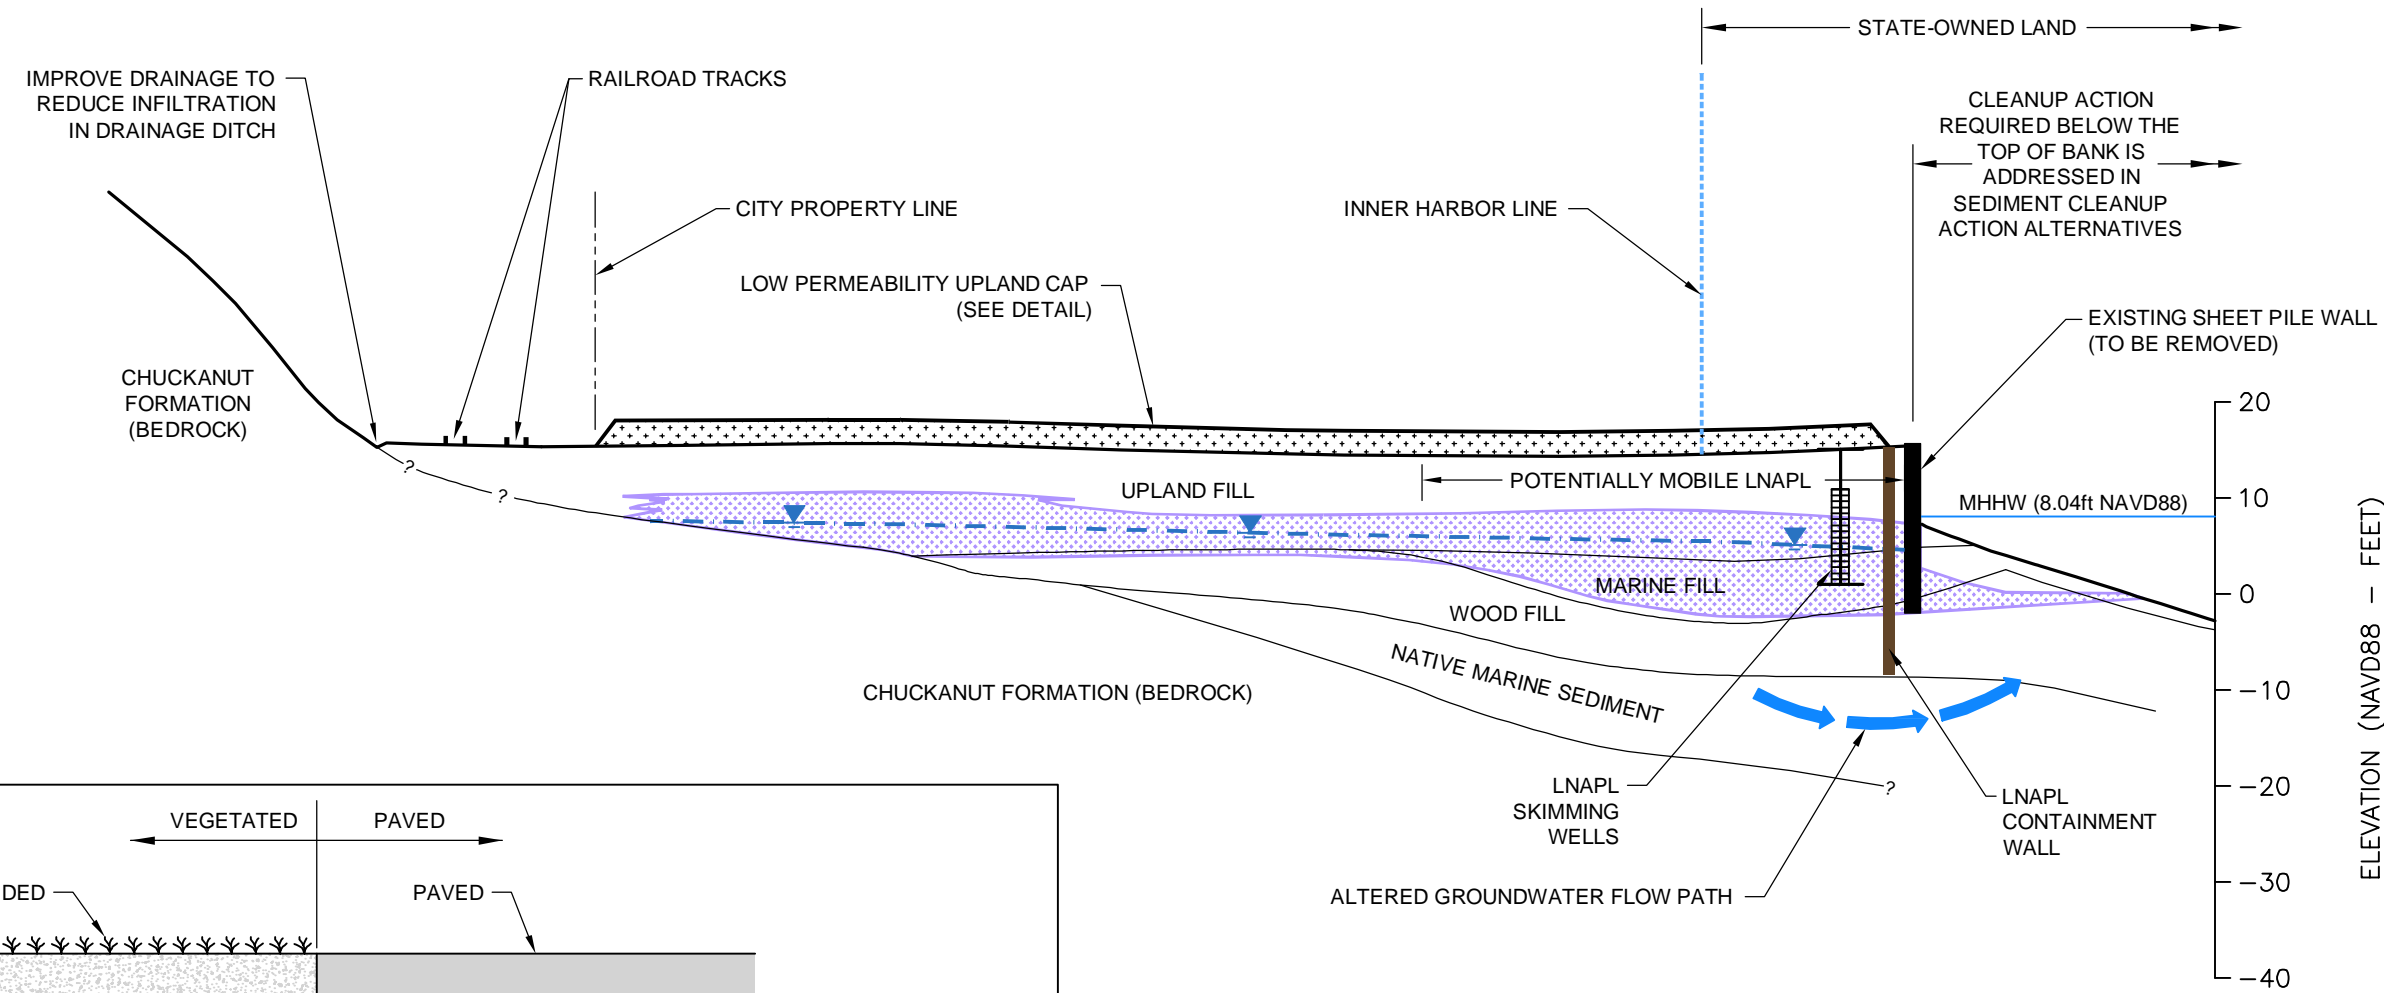 STATE-OWNED LAND
IMPROVE DRAINAGE TO
REDUCE INFILTRATION
IN DRAINAGE DITCH
RAILROAD TRACKS
CLEANUP ACTION
REQUIRED BELOW THE
TOP OF BANK IS
ADDRESSED IN
SEDIMENT CLEANUP
ACTION ALTERNATIVES
CITY PROPERTY LINE
INNER HARBOR LINE
LOW PERMEABILITY UPLAND CAP
(SEE DETAIL)
EXISTING SHEET PILE WALL
(TO BE REMOVED)
CHUCKANUT
FORMATION
(BEDROCK)
20
?
?
UPLAND FILL
POTENTIALLY MOBILE LNAPL
MHHW (8.04ft NAVD88)
10
MARINE FILL
WOOD FILL
0
NATIVE MARINE SEDIMENT
CHUCKANUT FORMATION (BEDROCK)
-10
?
-20
LNAPL
SKIMMING
WELLS
LNAPL
CONTAINMENT
WALL
ALTERED GROUNDWATER FLOW PATH
-30
-40
ELEVATION (NAVD88 - FEET)
VEGETATED
PAVED
DED
PAVED